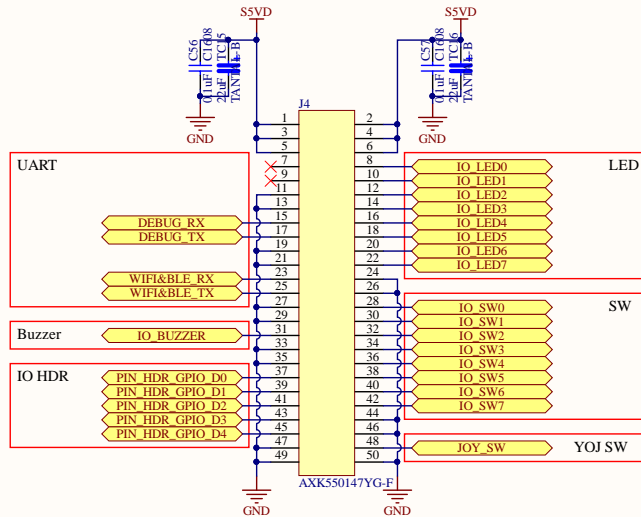 S5VD
S5VD
C56
C1608
0.1uF
TC15
22uF
TANTAL-B
C57
C1608
0.1uF
TC16
22uF
TANTAL-B
GND
GND
J4
1 2
3 4
5 6
UART
7 8 IO_LED0 LED
9 10 IO_LED1
11 12 IO_LED2
13 14 IO_LED3
DEBUG_RX 15 16 IO_LED4
DEBUG_TX 17 18 IO_LED5
19 20 IO_LED6
21 22 IO_LED7
WIFI&BLE_RX 23 24
WIFI&BLE_TX 25 26
27 28 IO_SW0 SW
29 30 IO_SW1
Buzzer IO_BUZZER 31 32 IO_SW2
33 34 IO_SW3
35 36 IO_SW4
IO HDR PIN_HDR_GPIO_D0 37 38 IO_SW5
PIN_HDR_GPIO_D1 39 40 IO_SW6
PIN_HDR_GPIO_D2 41 42 IO_SW7
PIN_HDR_GPIO_D3 43 44
PIN_HDR_GPIO_D4 45 46
47 48 JOY_SW YOJ SW
49 50
AXK550147YG-F
GND
GND